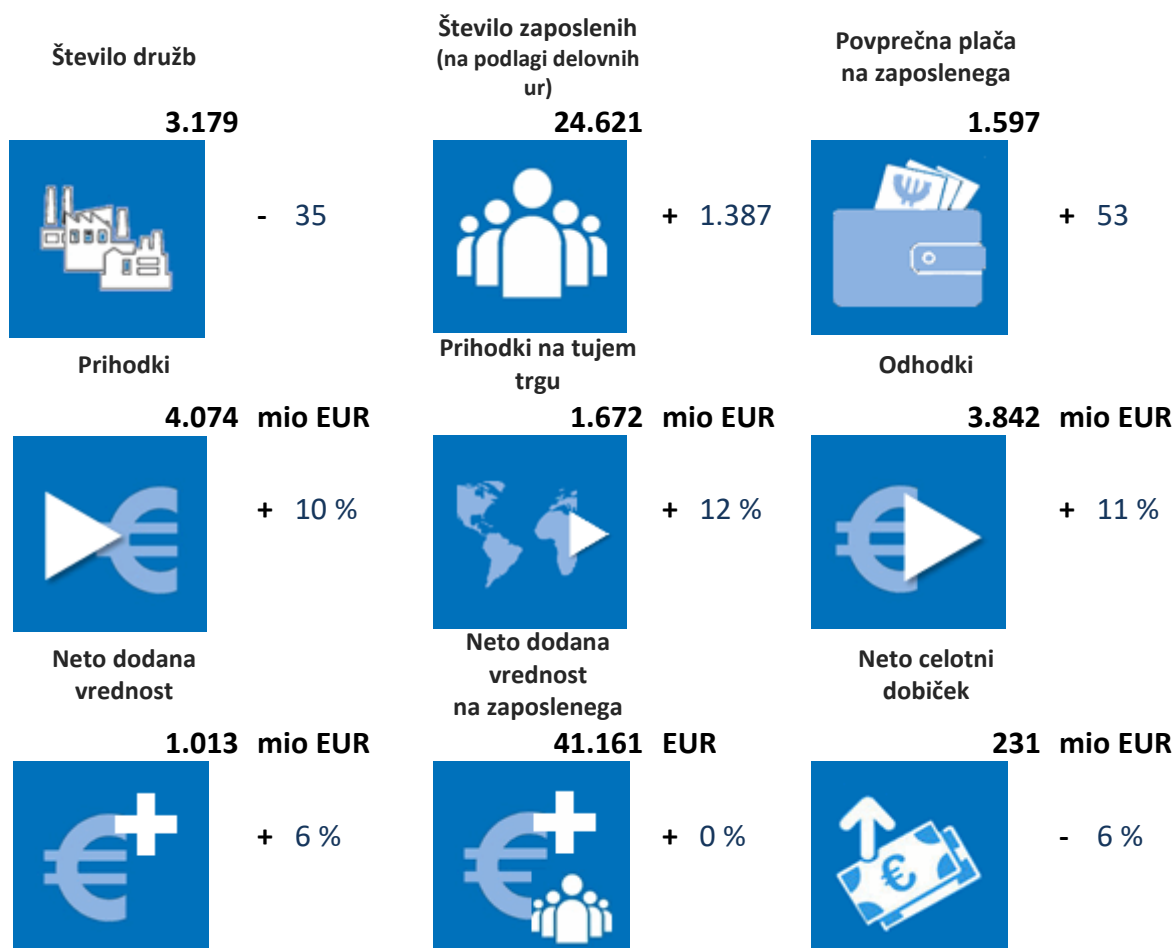 Število družb
3.179
- 35
Število zaposlenih
(na podlagi delovnih
ur)
24.621
+ 1.387
Povprečna plača
na zaposlenega
1.597
+ 53
Prihodki
4.074 mio EUR
+ 10 %
Prihodki na tujem
trgu
1.672 mio EUR
+ 12 %
Odhodki
3.842 mio EUR
+ 11 %
Neto dodana
vrednost
1.013 mio EUR
+ 6 %
Neto dodana
vrednost
na zaposlenega
41.161 EUR
+ 0 %
Neto celotni
dobiček
231 mio EUR
- 6 %